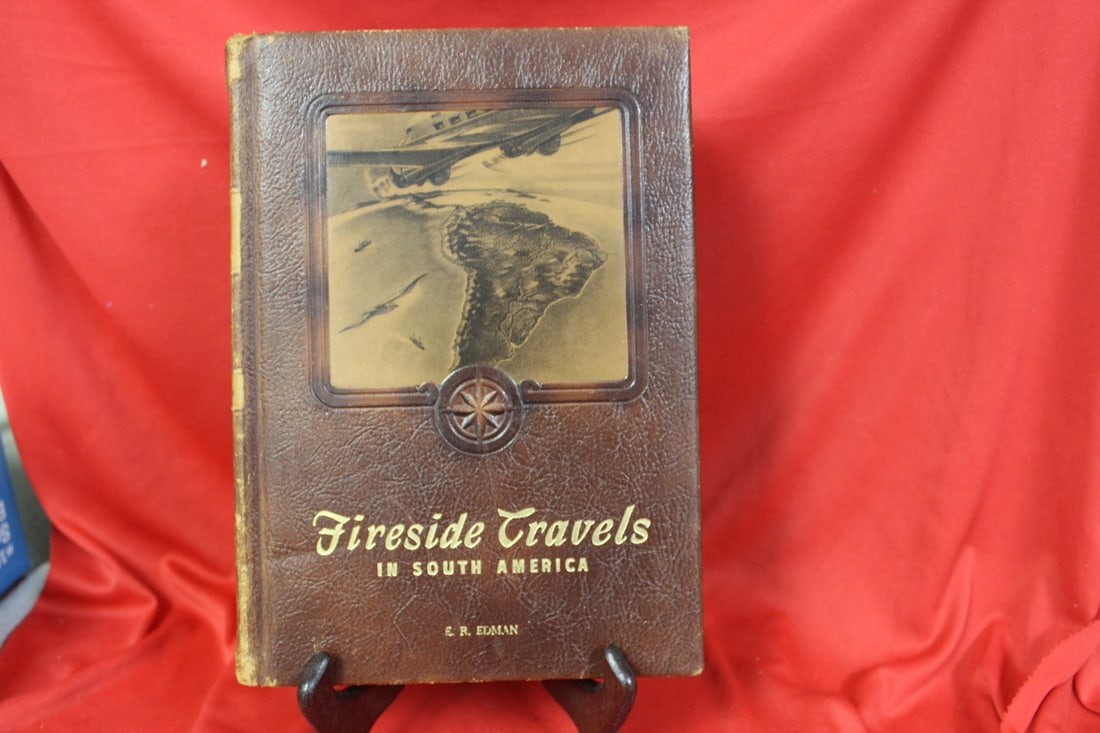 Fireside Travels
IN SOUTH AMERICA
E. R. EDMAN